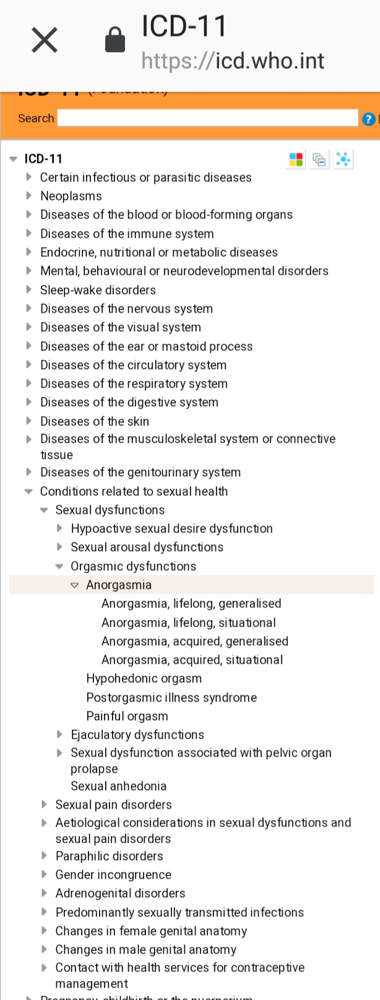 ICD-11
https://icd.who.int
ICD-11 (Foundation)
Search
?
ICD-11
Certain infectious or parasitic diseases
Neoplasms
Diseases of the blood or blood-forming organs
Diseases of the immune system
Endocrine, nutritional or metabolic diseases
Mental, behavioural or neurodevelopmental disorders
Sleep-wake disorders
Diseases of the nervous system
Diseases of the visual system
Diseases of the ear or mastoid process
Diseases of the circulatory system
Diseases of the respiratory system
Diseases of the digestive system
Diseases of the skin
Diseases of the musculoskeletal system or connective
tissue
Diseases of the genitourinary system
Conditions related to sexual health
Sexual dysfunctions
Hypoactive sexual desire dysfunction
Sexual arousal dysfunctions
Orgasmic dysfunctions
Anorgasmia
Anorgasmia, lifelong, generalised
Anorgasmia, lifelong, situational
Anorgasmia, acquired, generalised
Anorgasmia, acquired, situational
Hypohedonic orgasm
Postorgasmic illness syndrome
Painful orgasm
Ejaculatory dysfunctions
Sexual dysfunction associated with pelvic organ
prolapse
Sexual anhedonia
Sexual pain disorders
Aetiological considerations in sexual dysfunctions and
sexual pain disorders
Paraphilic disorders
Gender incongruence
Adrenogenital disorders
Predominantly sexually transmitted infections
Changes in female genital anatomy
Changes in male genital anatomy
Contact with health services for contraceptive
management
Pregnancy, childbirth or the puerperium